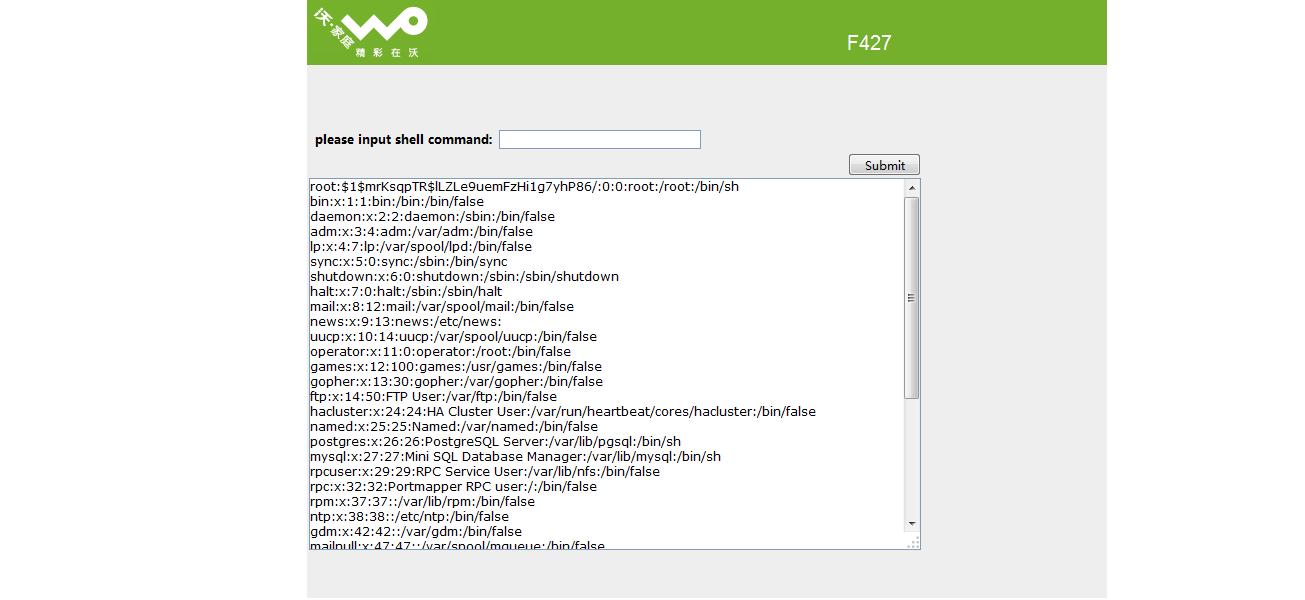 沃·家庭
WO
精彩在沃
F427
please input shell command:
Submit
root:$1$mrKsqpTR$lLZLe9uemFzHi1g7yhP86/:0:0:root:/root:/bin/sh
bin:x:1:1:bin:/bin:/bin/false
daemon:x:2:2:daemon:/sbin:/bin/false
adm:x:3:4:adm:/var/adm:/bin/false
lp:x:4:7:lp:/var/spool/lpd:/bin/false
sync:x:5:0:sync:/sbin:/bin/sync
shutdown:x:6:0:shutdown:/sbin:/sbin/shutdown
halt:x:7:0:halt:/sbin:/sbin/halt
mail:x:8:12:mail:/var/spool/mail:/bin/false
news:x:9:13:news:/etc/news:
uucp:x:10:14:uucp:/var/spool/uucp:/bin/false
operator:x:11:0:operator:/root:/bin/false
games:x:12:100:games:/usr/games:/bin/false
gopher:x:13:30:gopher:/var/gopher:/bin/false
ftp:x:14:50:FTP User:/var/ftp:/bin/false
hacluster:x:24:24:HA Cluster User:/var/run/heartbeat/cores/hacluster:/bin/false
named:x:25:25:Named:/var/named:/bin/false
postgres:x:26:26:PostgreSQL Server:/var/lib/pgsql:/bin/sh
mysql:x:27:27:Mini SQL Database Manager:/var/lib/mysql:/bin/sh
rpcuser:x:29:29:RPC Service User:/var/lib/nfs:/bin/false
rpc:x:32:32:Portmapper RPC user:/:/bin/false
rpm:x:37:37::/var/lib/rpm:/bin/false
ntp:x:38:38::/etc/ntp:/bin/false
gdm:x:42:42::/var/gdm:/bin/false
mailnull:x:47:47::/var/spool/mqueue:/bin/false